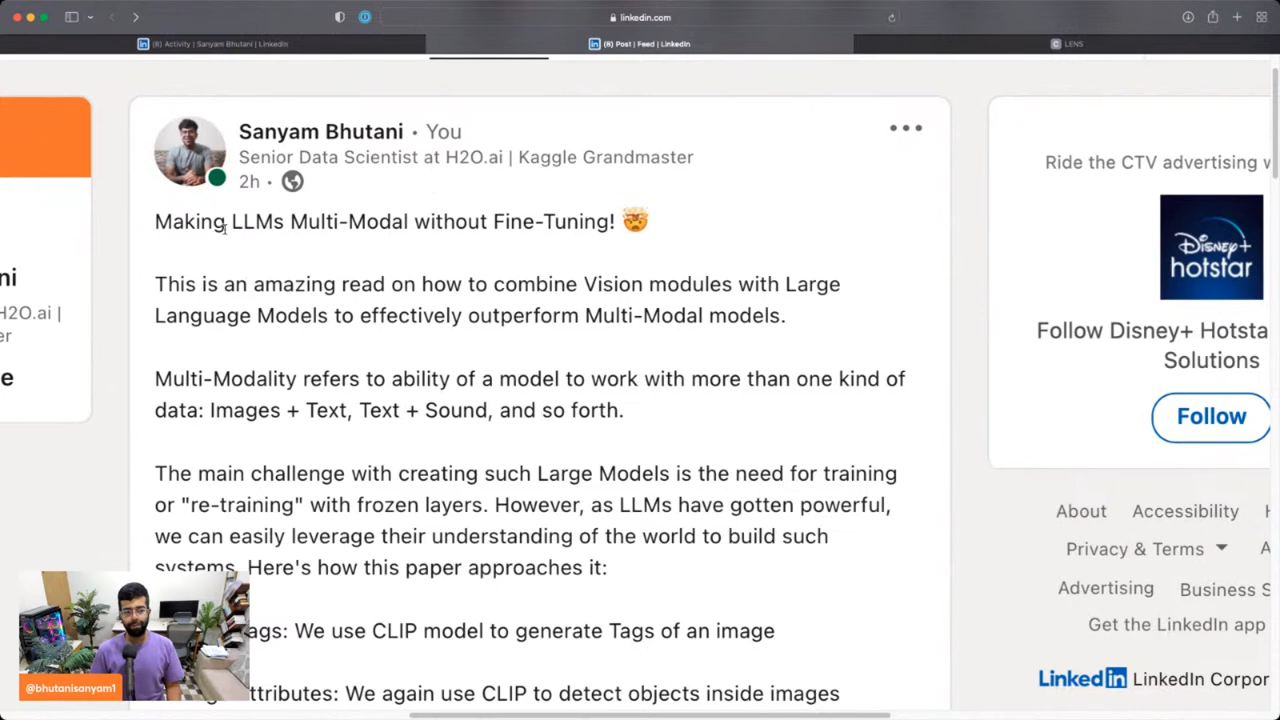 linkedin.com
(8) Activity | Sanyam Bhutani | LinkedIn
(8) Post | Feed | LinkedIn
LENS
Sanyam Bhutani • You
Senior Data Scientist at H2O.ai | Kaggle Grandmaster
2h •
Making LLMs Multi-Modal without Fine-Tuning! 🤯
This is an amazing read on how to combine Vision modules with Large
Language Models to effectively outperform Multi-Modal models.
Multi-Modality refers to ability of a model to work with more than one kind of
data: Images + Text, Text + Sound, and so forth.
The main challenge with creating such Large Models is the need for training
or "re-training" with frozen layers. However, as LLMs have gotten powerful,
we can easily leverage their understanding of the world to build such
systems. Here's how this paper approaches it:
ags: We use CLIP model to generate Tags of an image
ttributes: We again use CLIP to detect objects inside images
ni
H2O.ai |
er
e
@bhutanisanyam1
Ride the CTV advertising w
Disney+
hotstar
Follow Disney+ Hotsta
Solutions
Follow
About Accessibility H
Privacy & Terms A
Advertising Business S
Get the LinkedIn app
LinkedIn LinkedIn Corpor